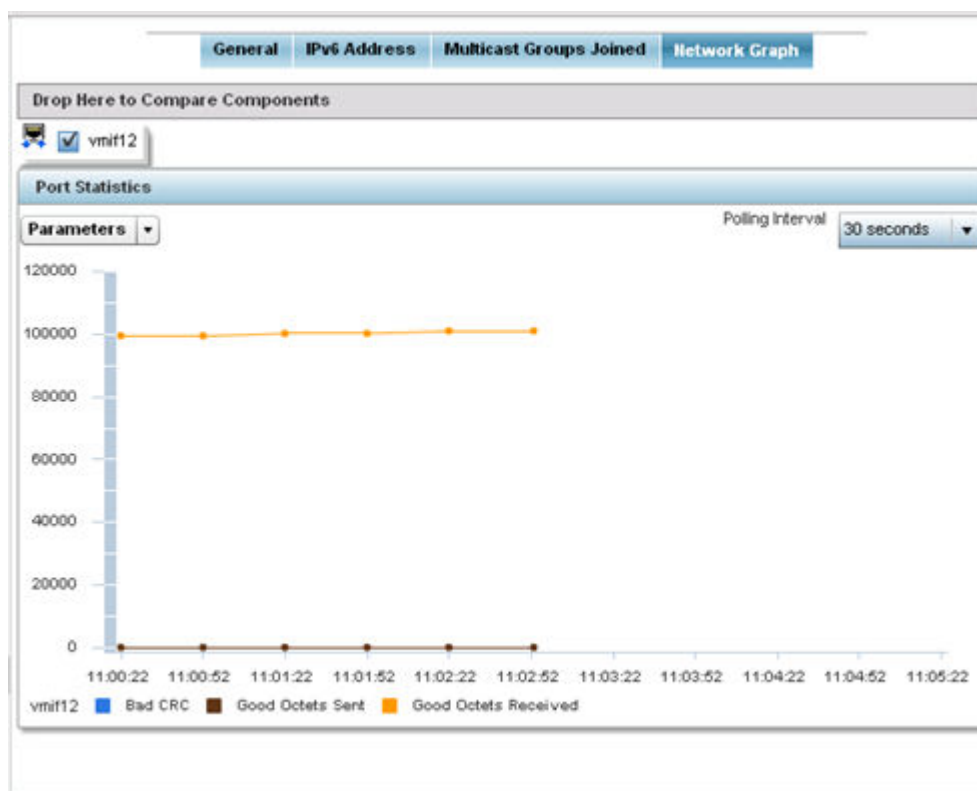 General IPv6 Address Multicast Groups Joined Network Graph
Drop Here to Compare Components
vmif12
Port Statistics
Parameters Polling Interval 30 seconds
120000
100000
80000
60000
40000
20000
0
11:00:22 11:00:52 11:01:22 11:01:52 11:02:22 11:02:52 11:03:22 11:03:52 11:04:22 11:04:52 11:05:22
vmif12 Bad CRC Good Octets Sent Good Octets Received